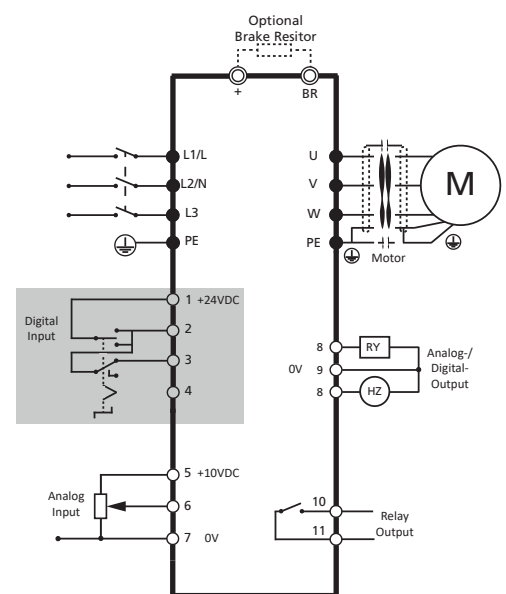 Optional
Brake Resitor
+
BR
L1/L
L2/N
L3
PE
U
V
W
PE
M
Motor
Digital
Input
1 +24VDC
2
3
4
8
RY
0V 9
8
HZ
Analog-/
Digital-
Output
Analog
Input
5 +10VDC
6
7 0V
10
11
Relay
Output